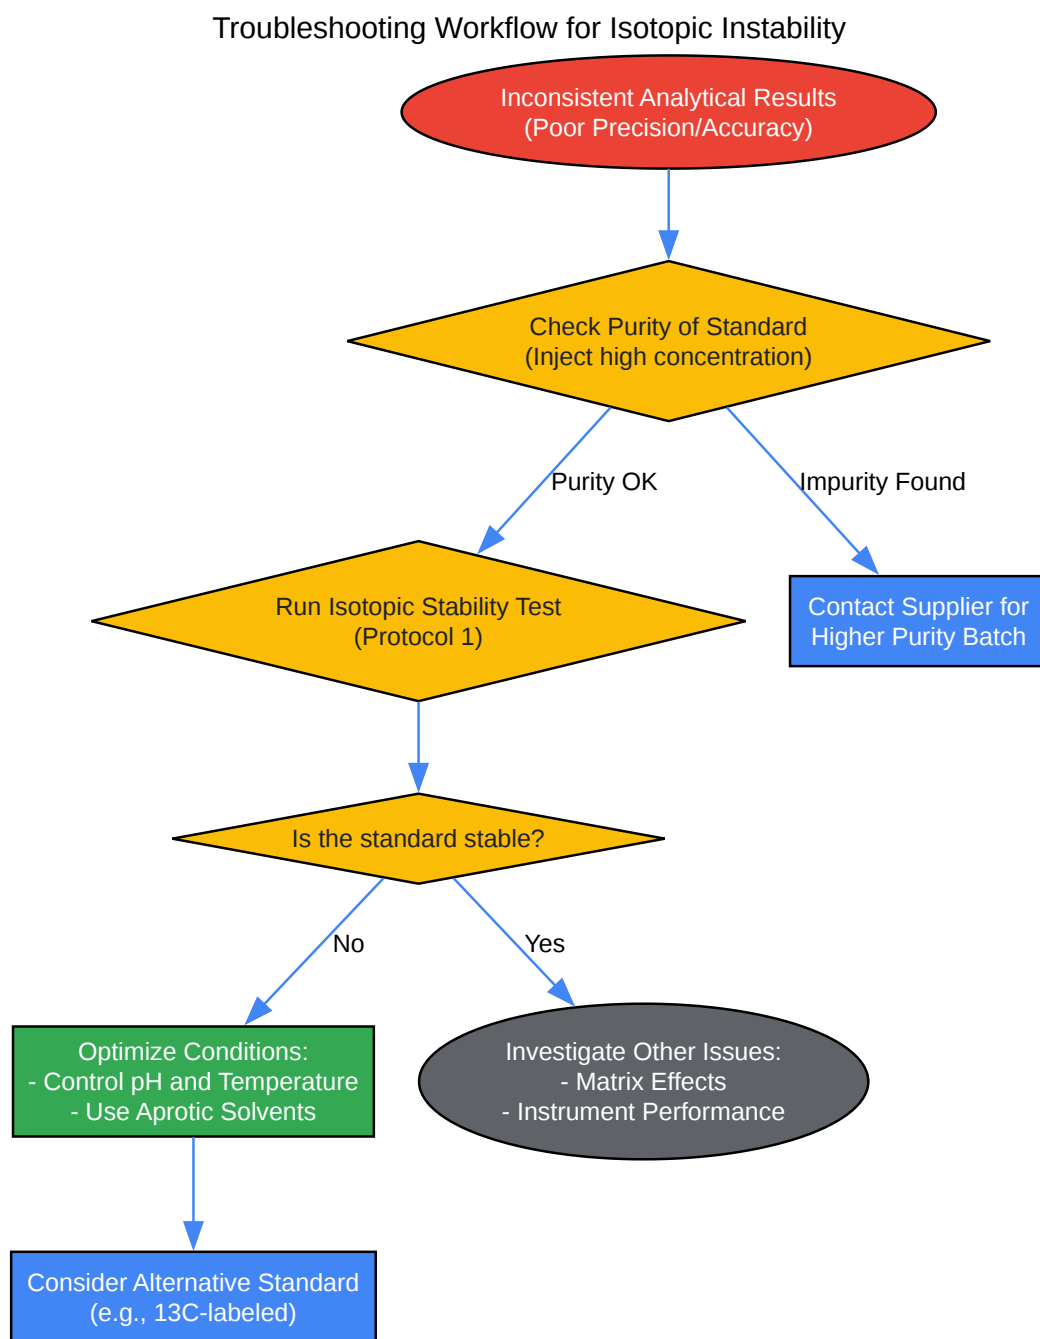 Troubleshooting Workflow for Isotopic Instability
Inconsistent Analytical Results
(Poor Precision/Accuracy)
Check Purity of Standard
(Inject high concentration)
Purity OK
Impurity Found
Run Isotopic Stability Test
(Protocol 1)
Contact Supplier for
Higher Purity Batch
Is the standard stable?
No
Yes
Optimize Conditions:
- Control pH and Temperature
- Use Aprotic Solvents
Investigate Other Issues:
- Matrix Effects
- Instrument Performance
Consider Alternative Standard
(e.g., 13C-labeled)